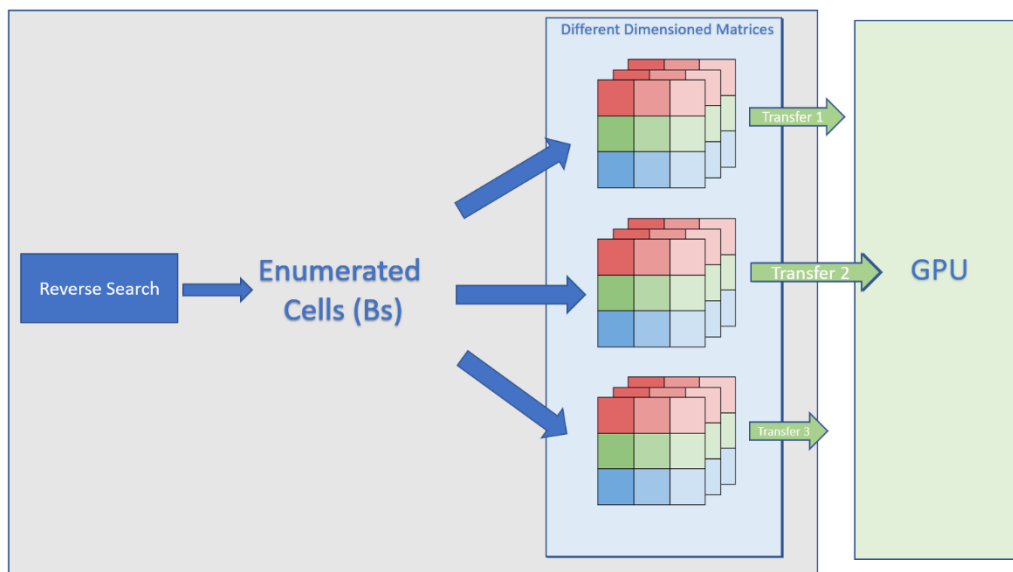 Different Dimensioned Matrices
Transfer 1
Reverse Search
Enumerated
Cells (Bs)
Transfer 2
GPU
Transfer 3